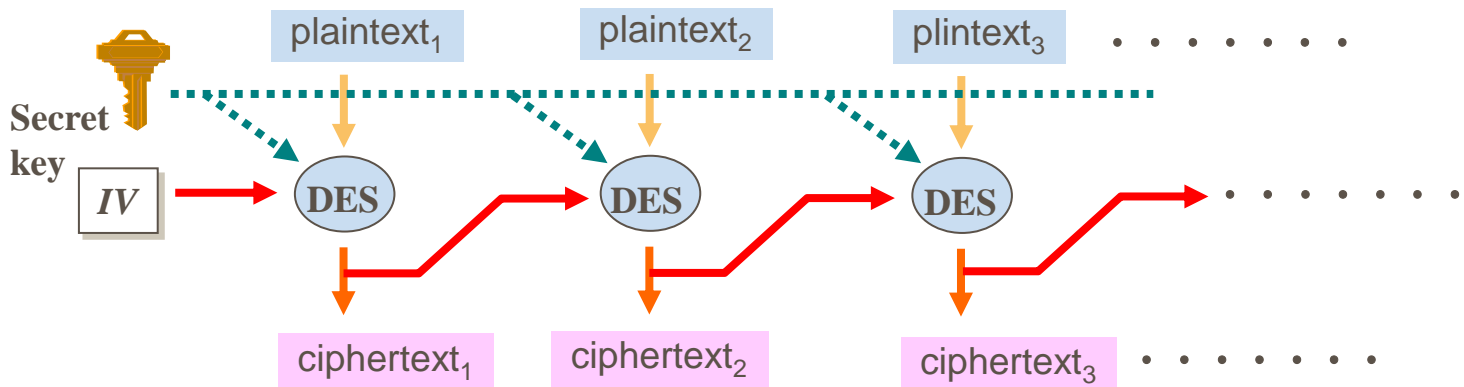 plaintext₁ plaintext₂ plintext₃ . . . . . . .
Secret
key
IV DES DES DES . . . . . . .
ciphertext₁ ciphertext₂ ciphertext₃ . . . . . . .